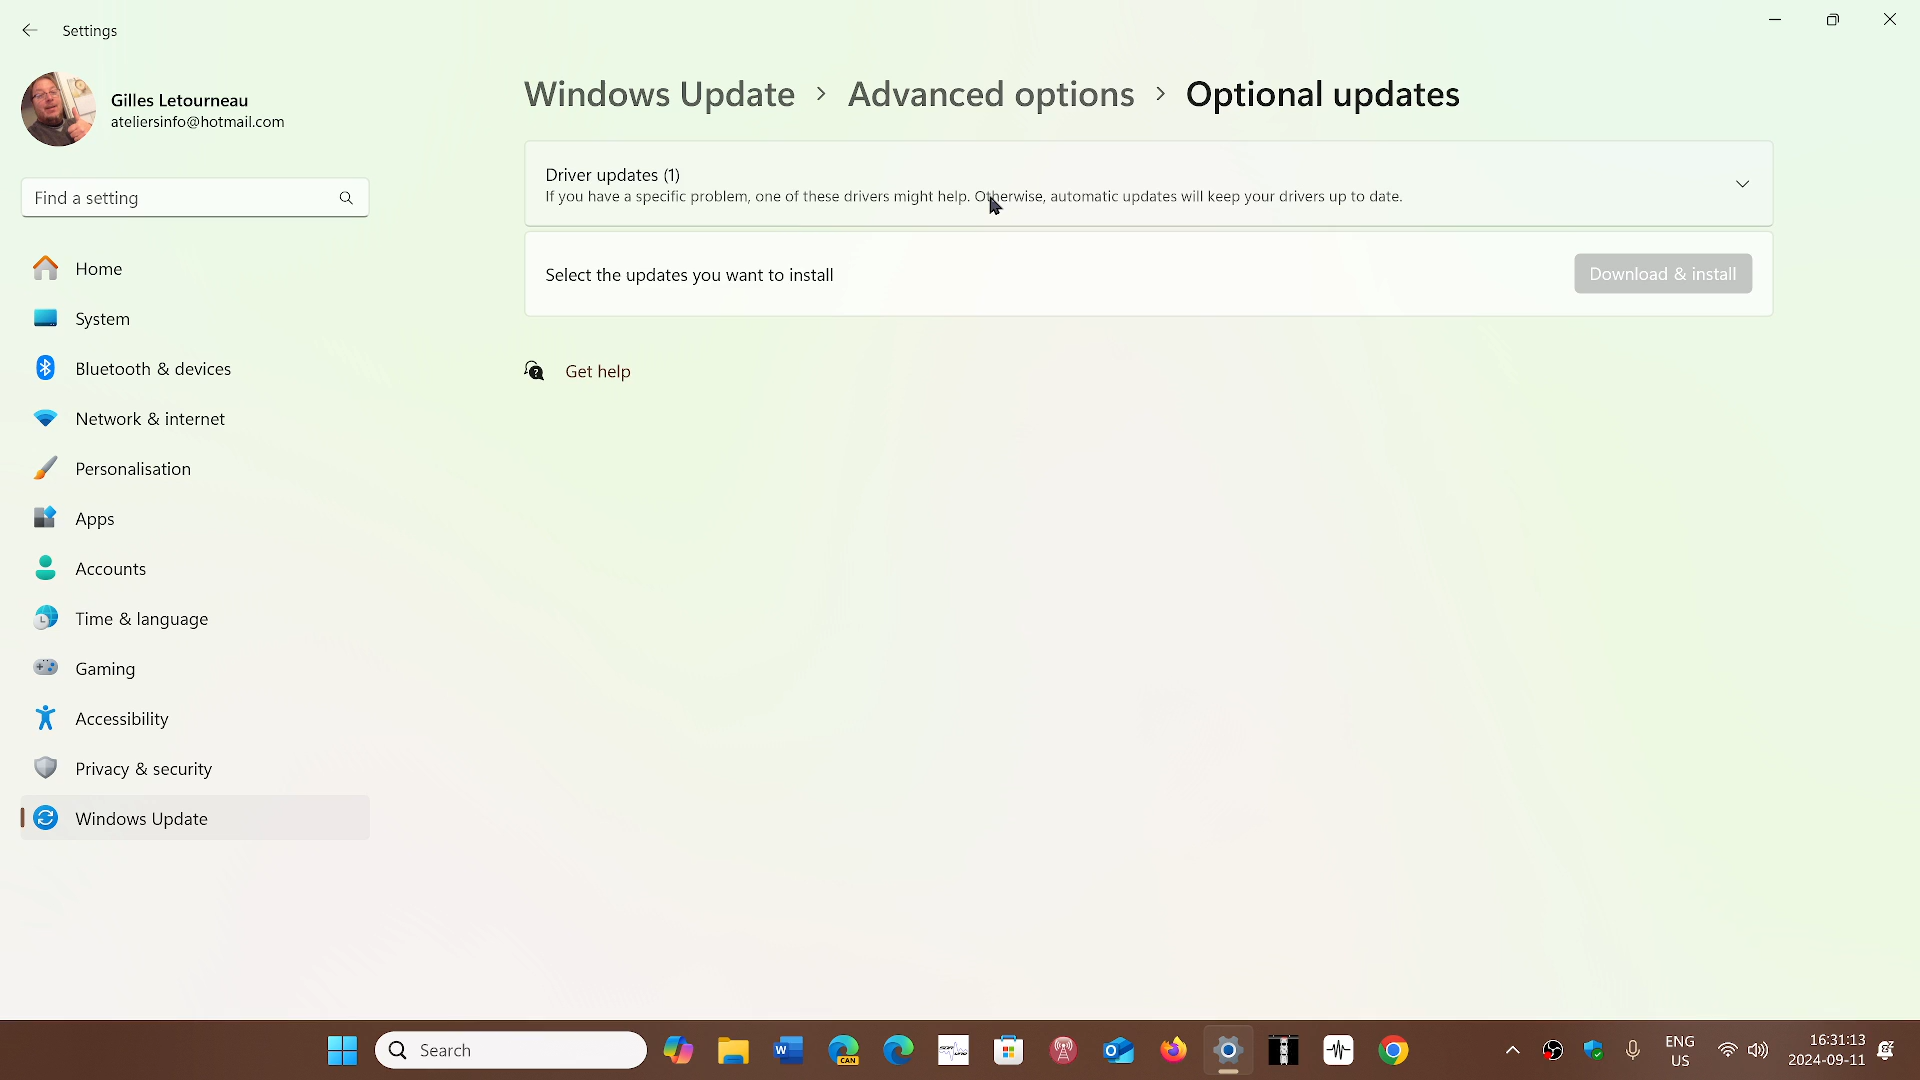 Settings
Gilles Letourneau
ateliersinfo@hotmail.com
Find a setting
Home
System
Bluetooth & devices
Network & internet
Personalisation
Apps
Accounts
Time & language
Gaming
Accessibility
Privacy & security
Windows Update
Windows Update > Advanced options > Optional updates
Driver updates (1)
If you have a specific problem, one of these drivers might help. Otherwise, automatic updates will keep your drivers up to date.
Select the updates you want to install
Download & install
Get help
Search
CAN
ENG
US
16:31:13
2024-09-11